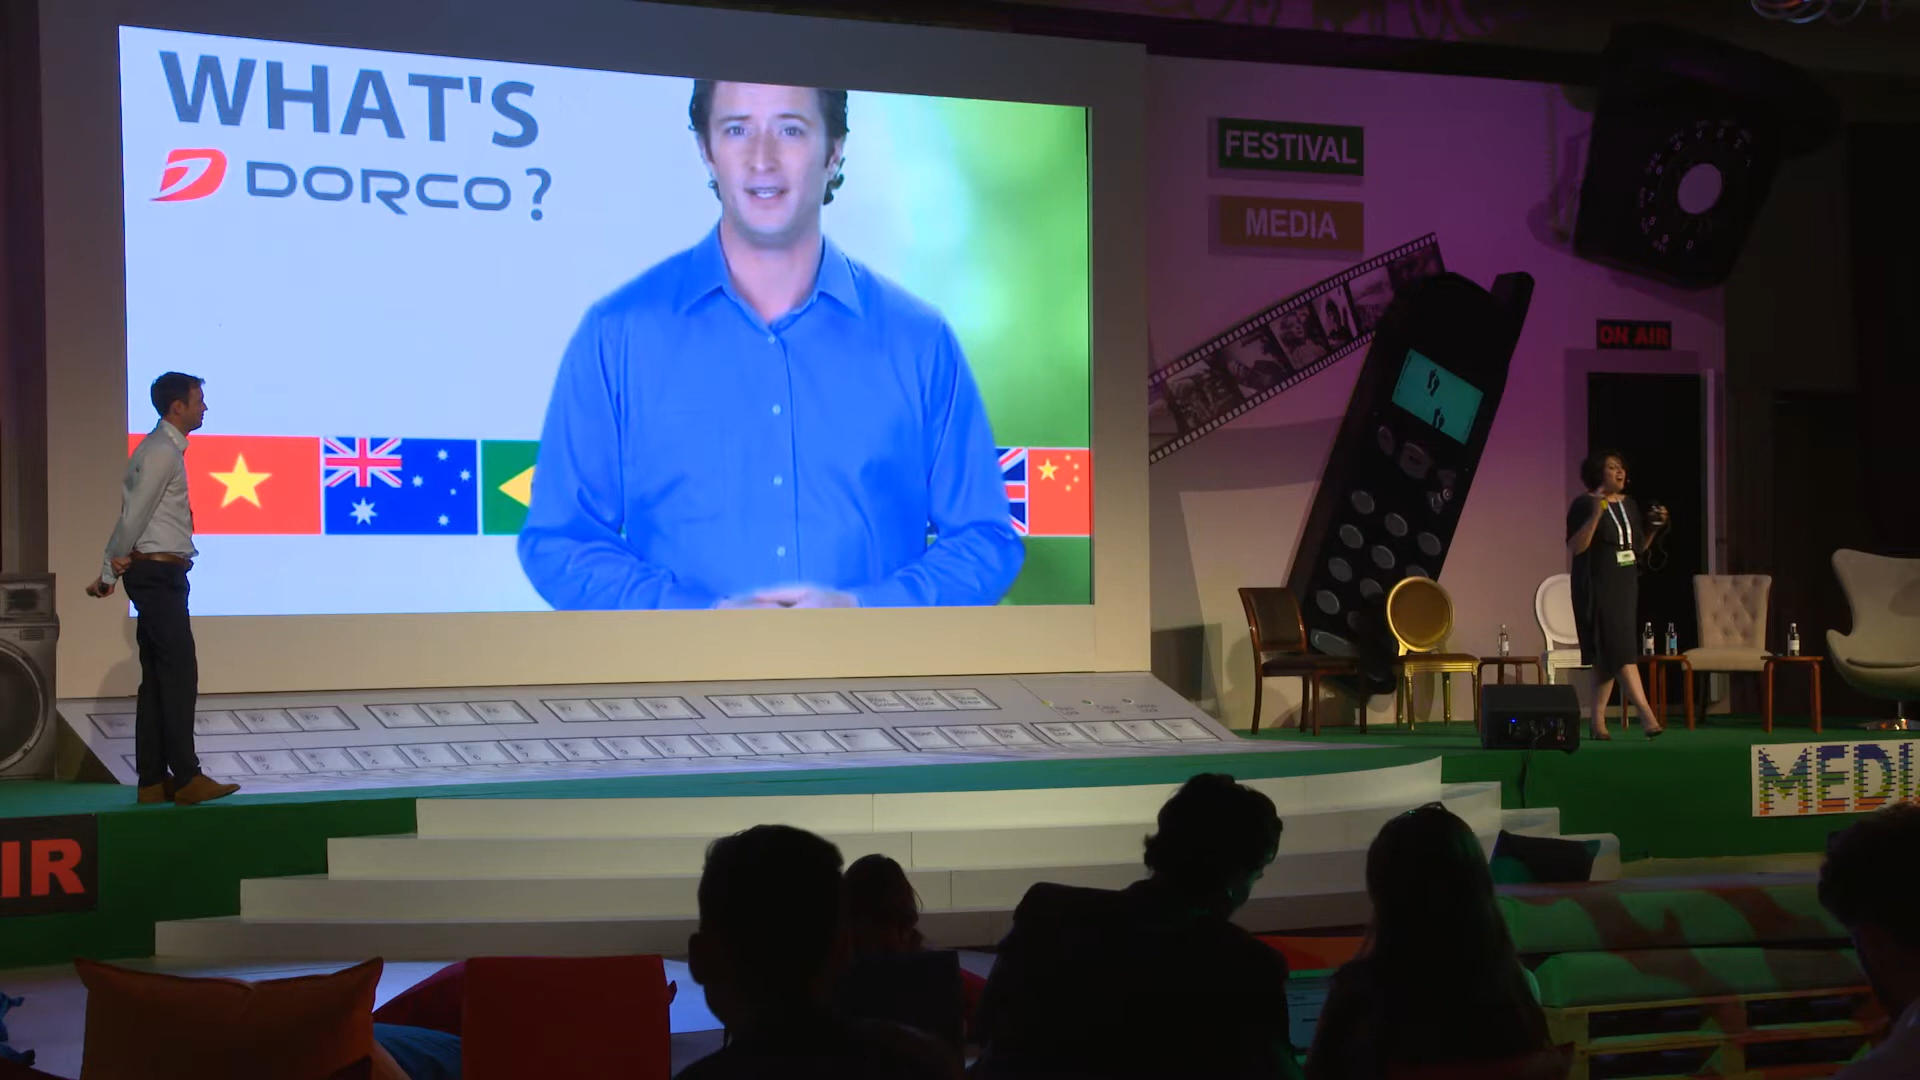 WHAT'S
DORCO?
FESTIVAL
MEDIA
ON AIR
IR
MEDI